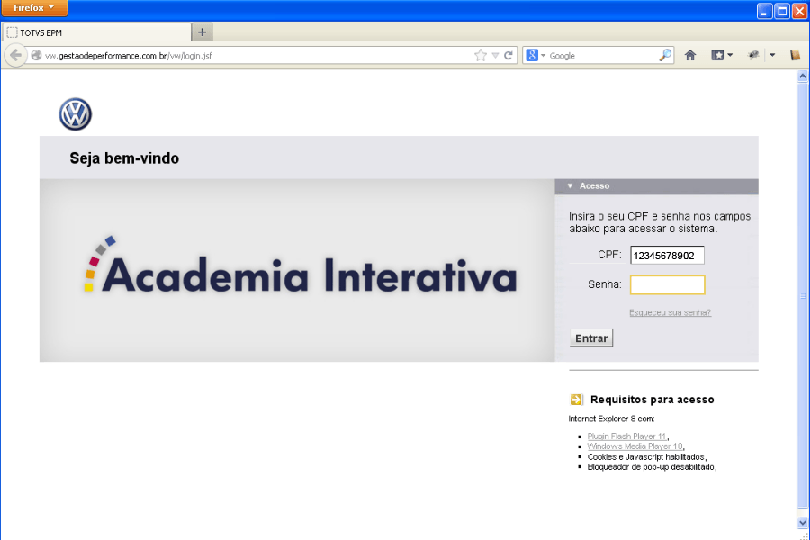 Firefox
TOTVS EPM
vw.gestaodeperformance.com.br/vw/login.jsf
Google
Seja bem-vindo
Acesso
Insira o seu CPF e senha nos campos
abaixo para acessar o sistema.
CPF: 12345678902
Senha:
Esqueceu sua senha?
Entrar
Academia Interativa
Requisitos para acesso
Internet Explorer 8 com:
Plugin Flash Player 11;
Windows Media Player 10;
Cookies e Javascript habilitados;
Bloqueador de pop-up desabilitado;